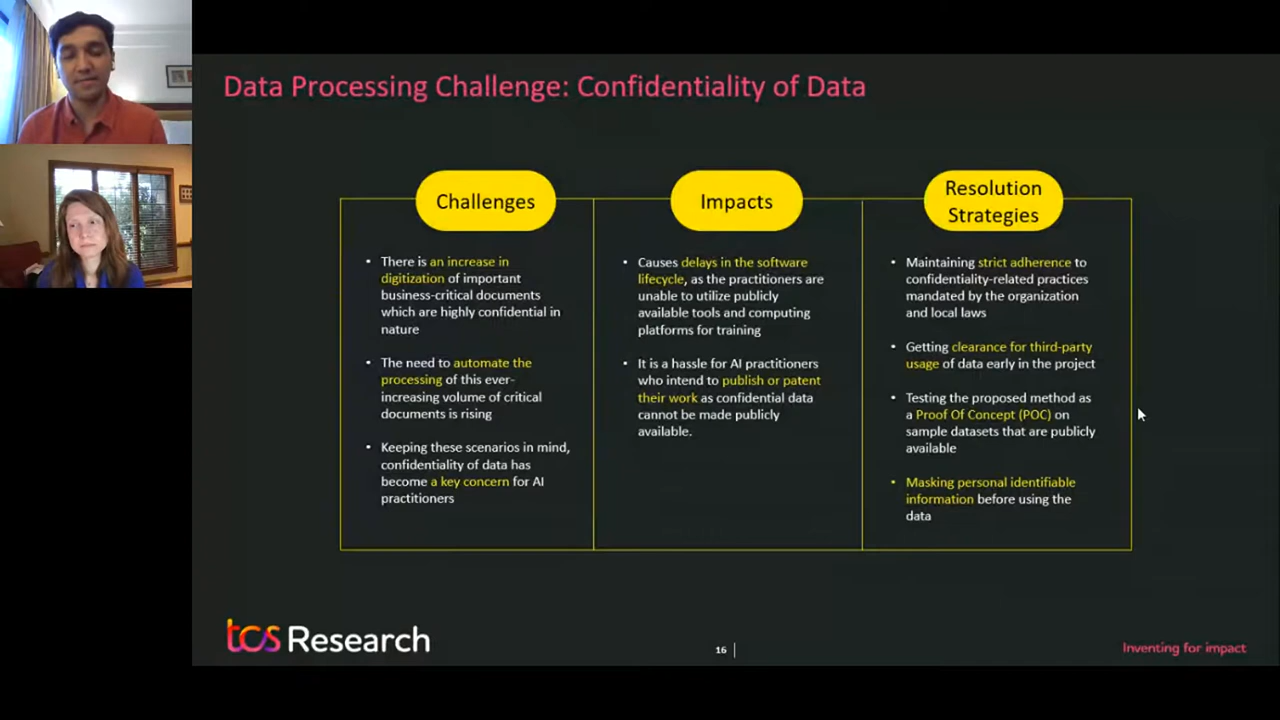 Data Processing Challenge: Confidentiality of Data
Challenges
There is an increase in
digitization of important
business-critical documents
which are highly confidential in
nature
The need to automate the
processing of this ever-
increasing volume of critical
documents is rising
Keeping these scenarios in mind,
confidentiality of data has
become a key concern for AI
practitioners
Impacts
Causes delays in the software
lifecycle, as the practitioners are
unable to utilize publicly
available tools and computing
platforms for training
It is a hassle for AI practitioners
who intend to publish or patent
their work as confidential data
cannot be made publicly
available.
Resolution
Strategies
Maintaining strict adherence to
confidentiality-related practices
mandated by the organization
and local laws
Getting clearance for third-party
usage of data early in the project
Testing the proposed method as
a Proof Of Concept (POC) on
sample datasets that are publicly
available
Masking personal identifiable
information before using the
data
tcs Research
16
Inventing for impact